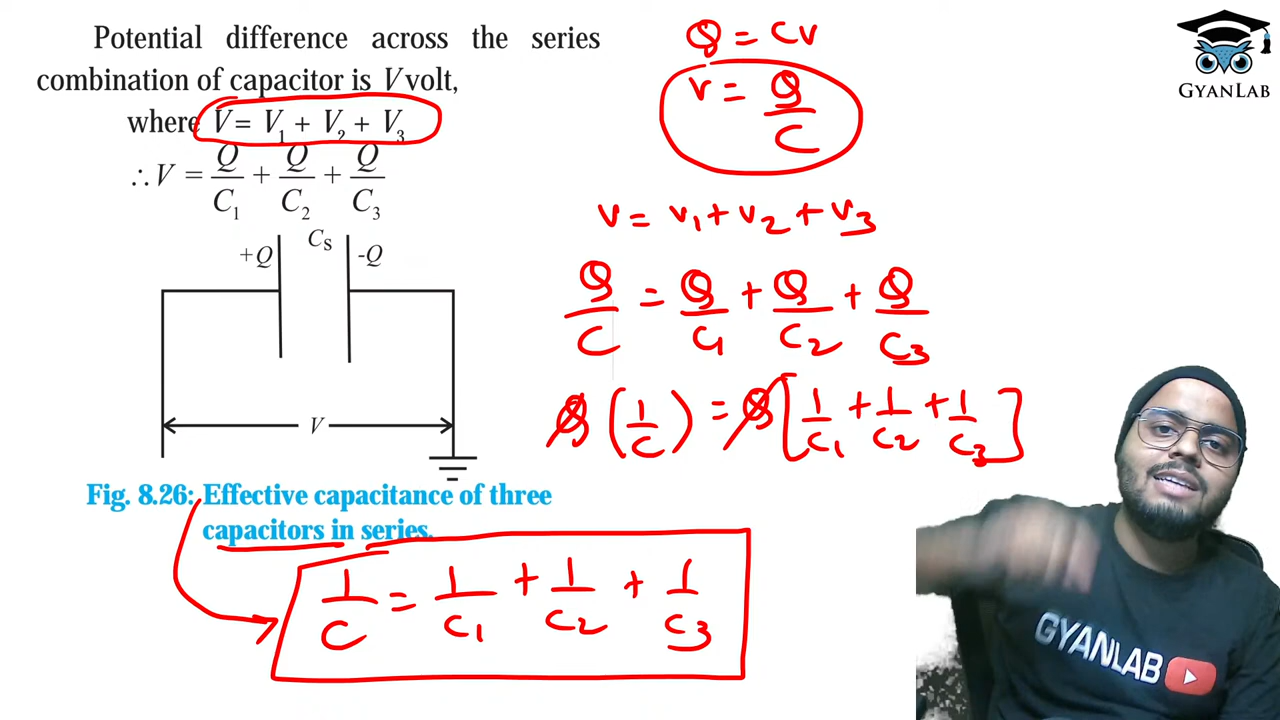 Potential difference across the series
combination of capacitor is V volt,
where V = V₁ + V₂ + V₃
∴ V = Q/C₁ + Q/C₂ + Q/C₃
Cs
+Q
-Q
V
Fig. 8.26: Effective capacitance of three
capacitors in series.
Q = CV
V = Q/C
V = V₁ + V₂ + V₃
Q/C = Q/C₁ + Q/C₂ + Q/C₃
Q(1/C) = Q[1/C₁ + 1/C₂ + 1/C₃]
1/C = 1/C₁ + 1/C₂ + 1/C₃
GYANLAB
GYANLAB